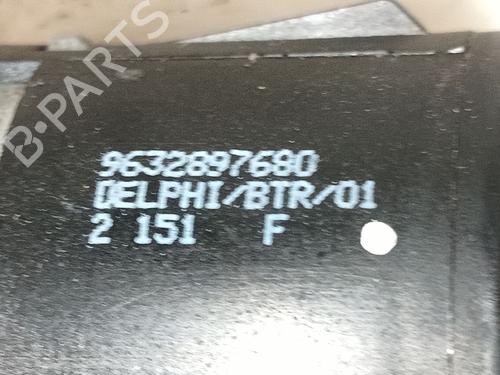 B-PARTS
9632897680
DELPHI/BTR/01
2 151 F